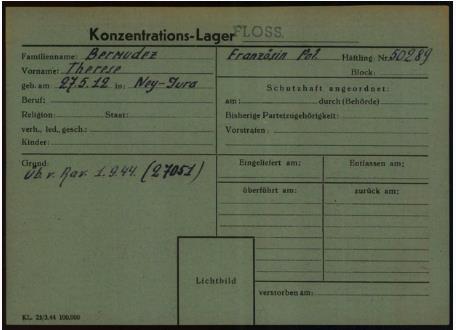 Konzentrations-Lager FLOSS.
Familienname: Bermudez
Französin Pol. Häftling Nr. 50289
Vorname: Therese
Block:
geb. am 27.5.12 in: Ney-Jura
Schutzhaft angeordnet:
Beruf:
am: durch (Behörde)
Religion: Staat:
Bisherige Parteizugehörigkeit:
verh., led., gesch.:
Vorstrafen:
Kinder:
Grund:
Eingeliefert am:
Entlassen am:
Üb. v. Rav. 1.9.44. (27051)
überführt am:
zurück am:
Lichtbild
verstorben am:
KL. 21/3.44 100.000